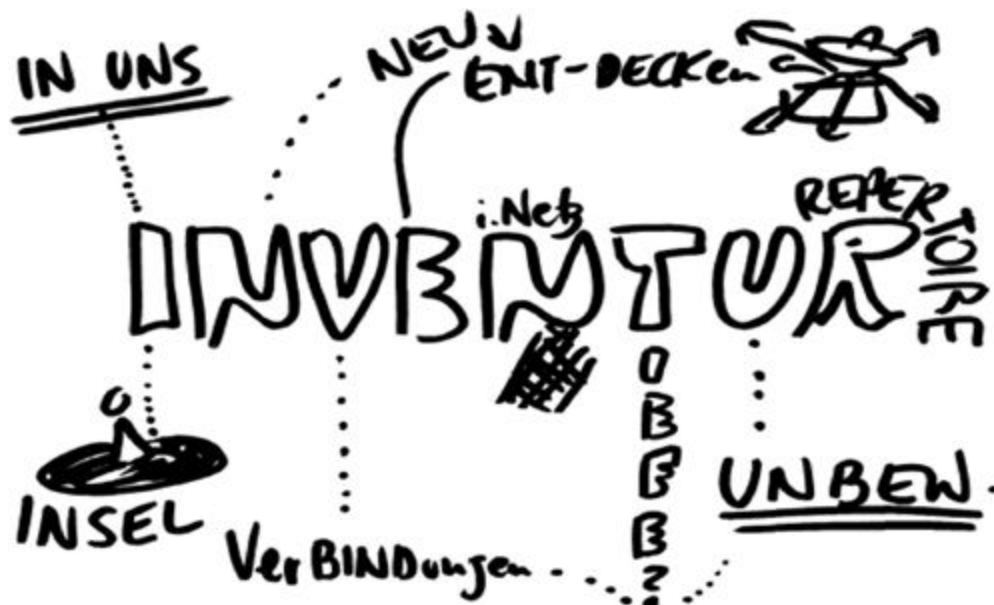 IN UNS
NEU
ENT-DECKen
i. Netz
REPERTOIRE
INVENTUR
INSEL
UNBEW.
VerBINDungen